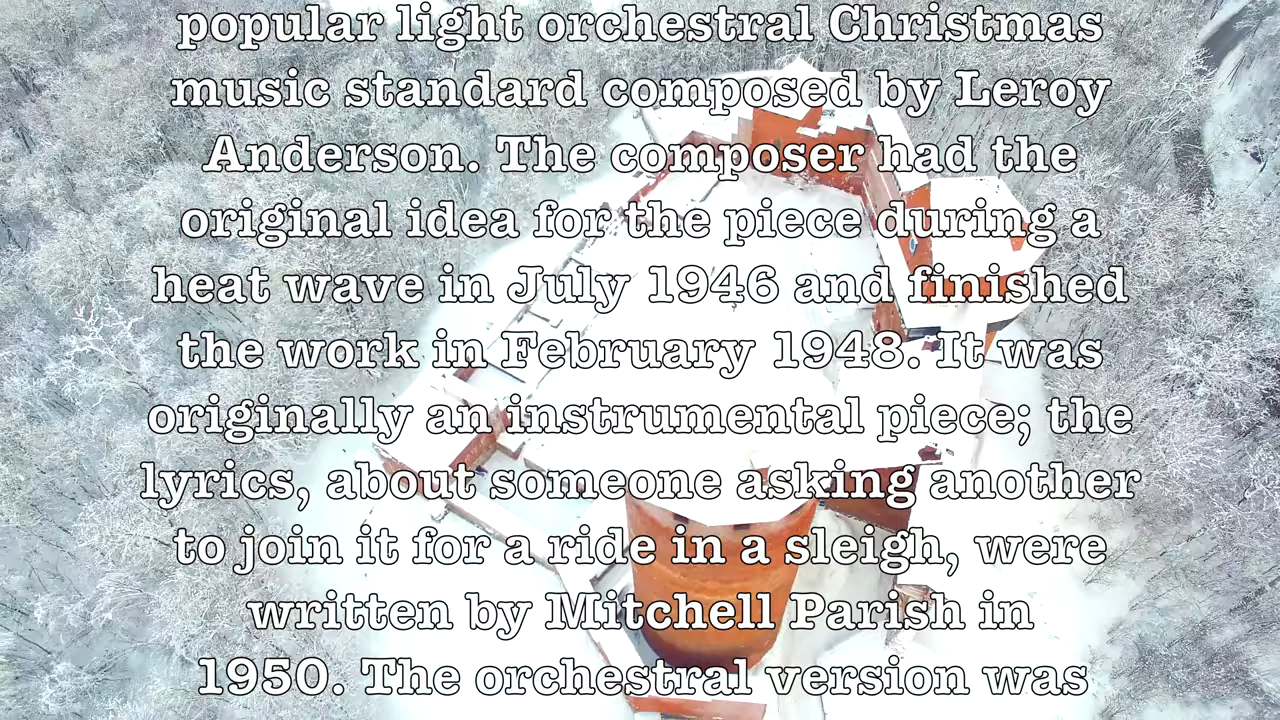 popular light orchestral Christmas
music standard composed by Leroy
Anderson. The composer had the
original idea for the piece during a
heat wave in July 1946 and finished
the work in February 1948. It was
originally an instrumental piece; the
lyrics, about someone asking another
to join it for a ride in a sleigh, were
written by Mitchell Parish in
1950. The orchestral version was